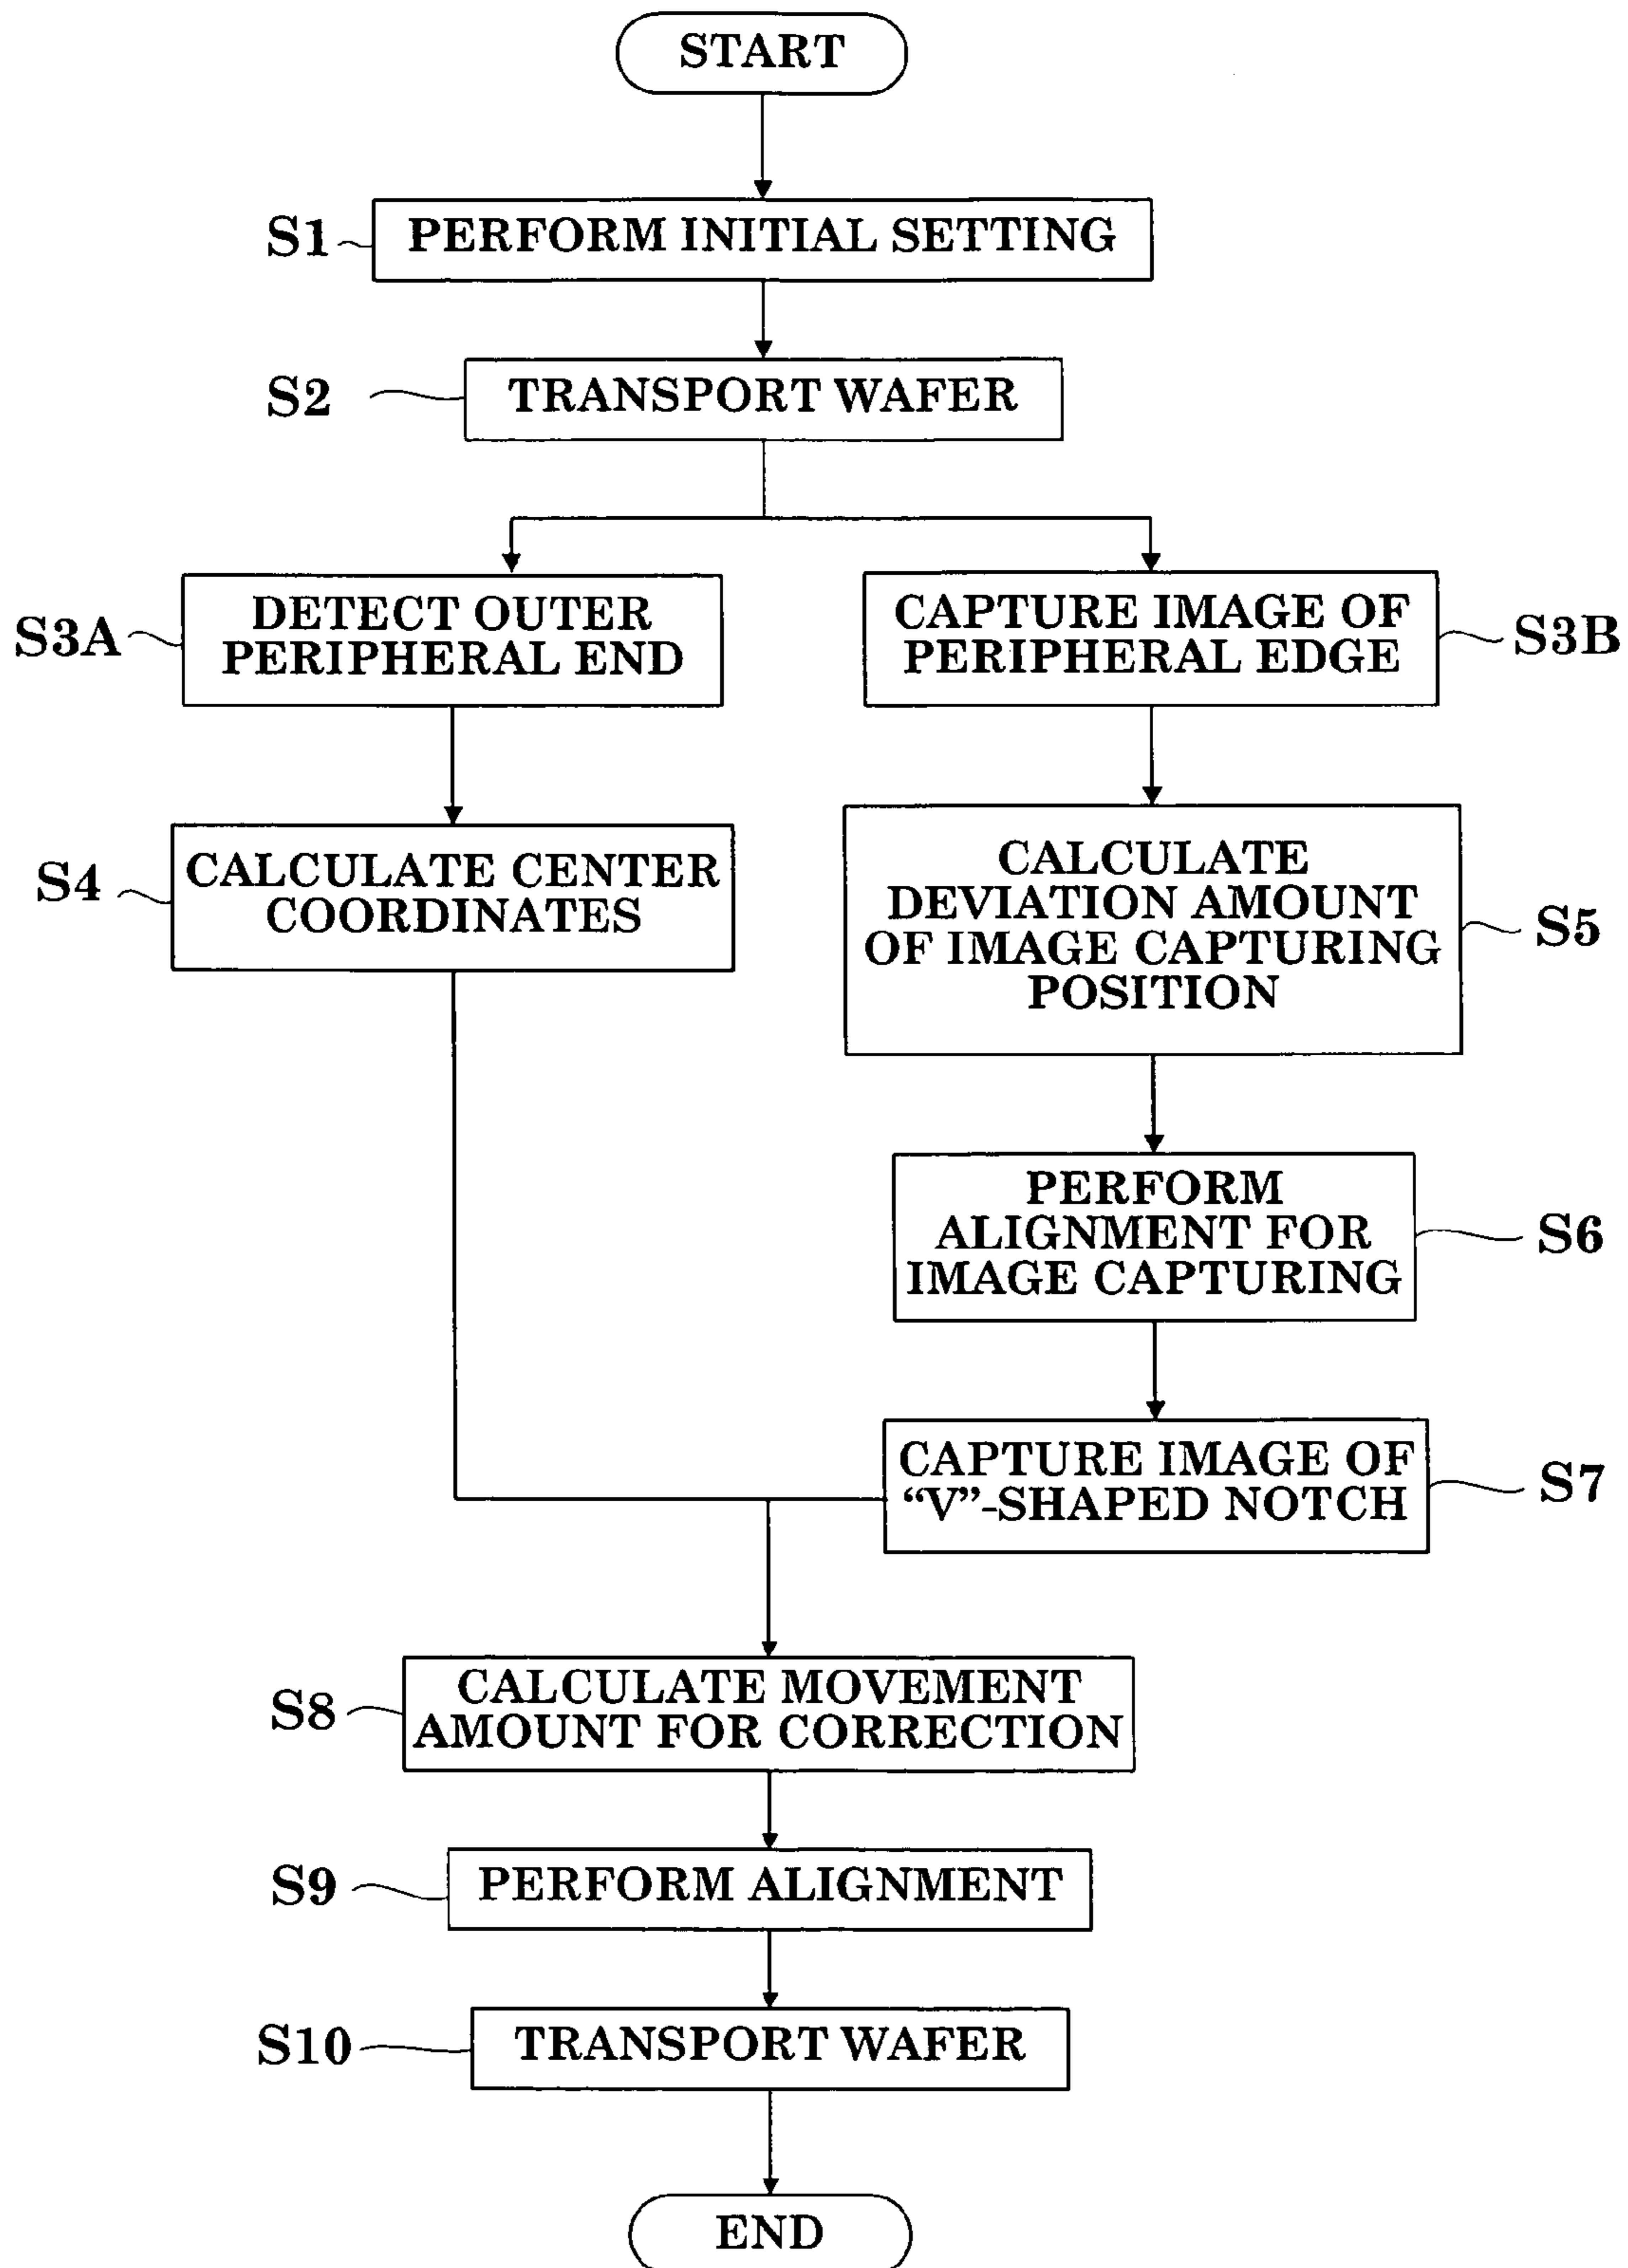 START
S1
PERFORM INITIAL SETTING
S2
TRANSPORT WAFER
S3A
DETECT OUTER
PERIPHERAL END
CAPTURE IMAGE OF
PERIPHERAL EDGE
S3B
S4
CALCULATE CENTER
COORDINATES
CALCULATE
DEVIATION AMOUNT
OF IMAGE CAPTURING
POSITION
S5
PERFORM
ALIGNMENT FOR
IMAGE CAPTURING
S6
CAPTURE IMAGE OF
“V”-SHAPED NOTCH
S7
S8
CALCULATE MOVEMENT
AMOUNT FOR CORRECTION
S9
PERFORM ALIGNMENT
S10
TRANSPORT WAFER
END